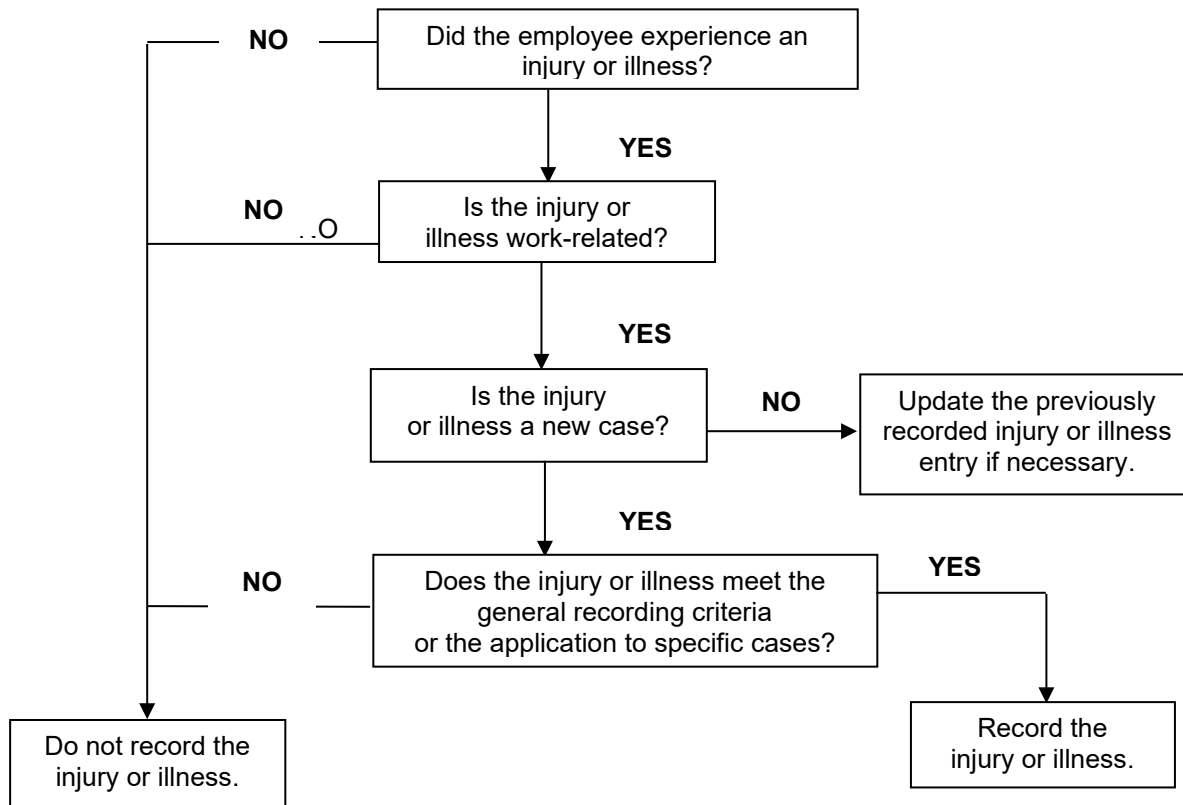 NO
Did the employee experience an
injury or illness?
YES
NO
Is the injury or
illness work-related?
YES
Is the injury
or illness a new case?
NO
Update the previously
recorded injury or illness
entry if necessary.
YES
NO
Does the injury or illness meet the
general recording criteria
or the application to specific cases?
YES
Do not record the
injury or illness.
Record the
injury or illness.